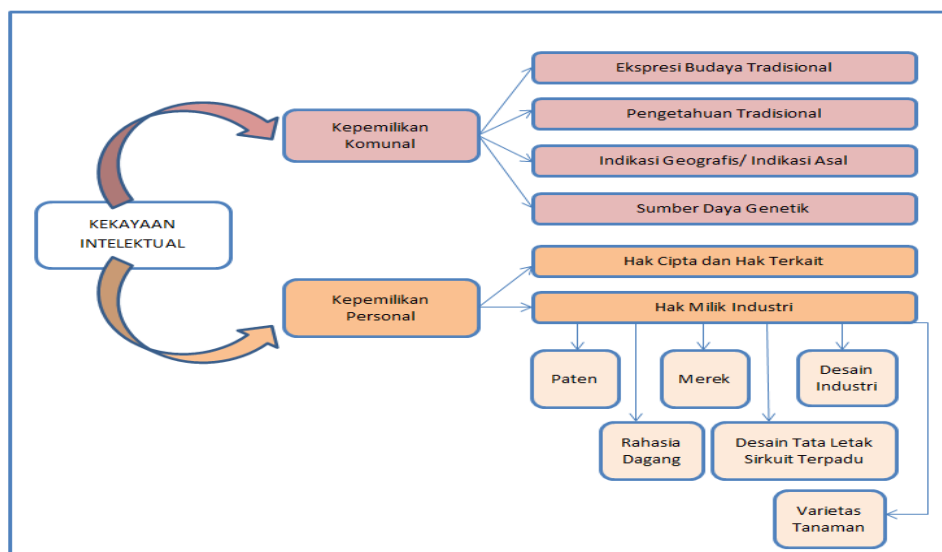 Ekspresi Budaya Tradisional
Kepemilikan
Komunal
Pengetahuan Tradisional
Indikasi Geografis/ Indikasi Asal
Sumber Daya Genetik
KEKAYAAN
INTELEKTUAL
Hak Cipta dan Hak Terkait
Kepemilikan
Personal
Hak Milik Industri
Paten
Merek
Desain
Industri
Rahasia
Dagang
Desain Tata Letak
Sirkuit Terpadu
Varietas
Tanaman